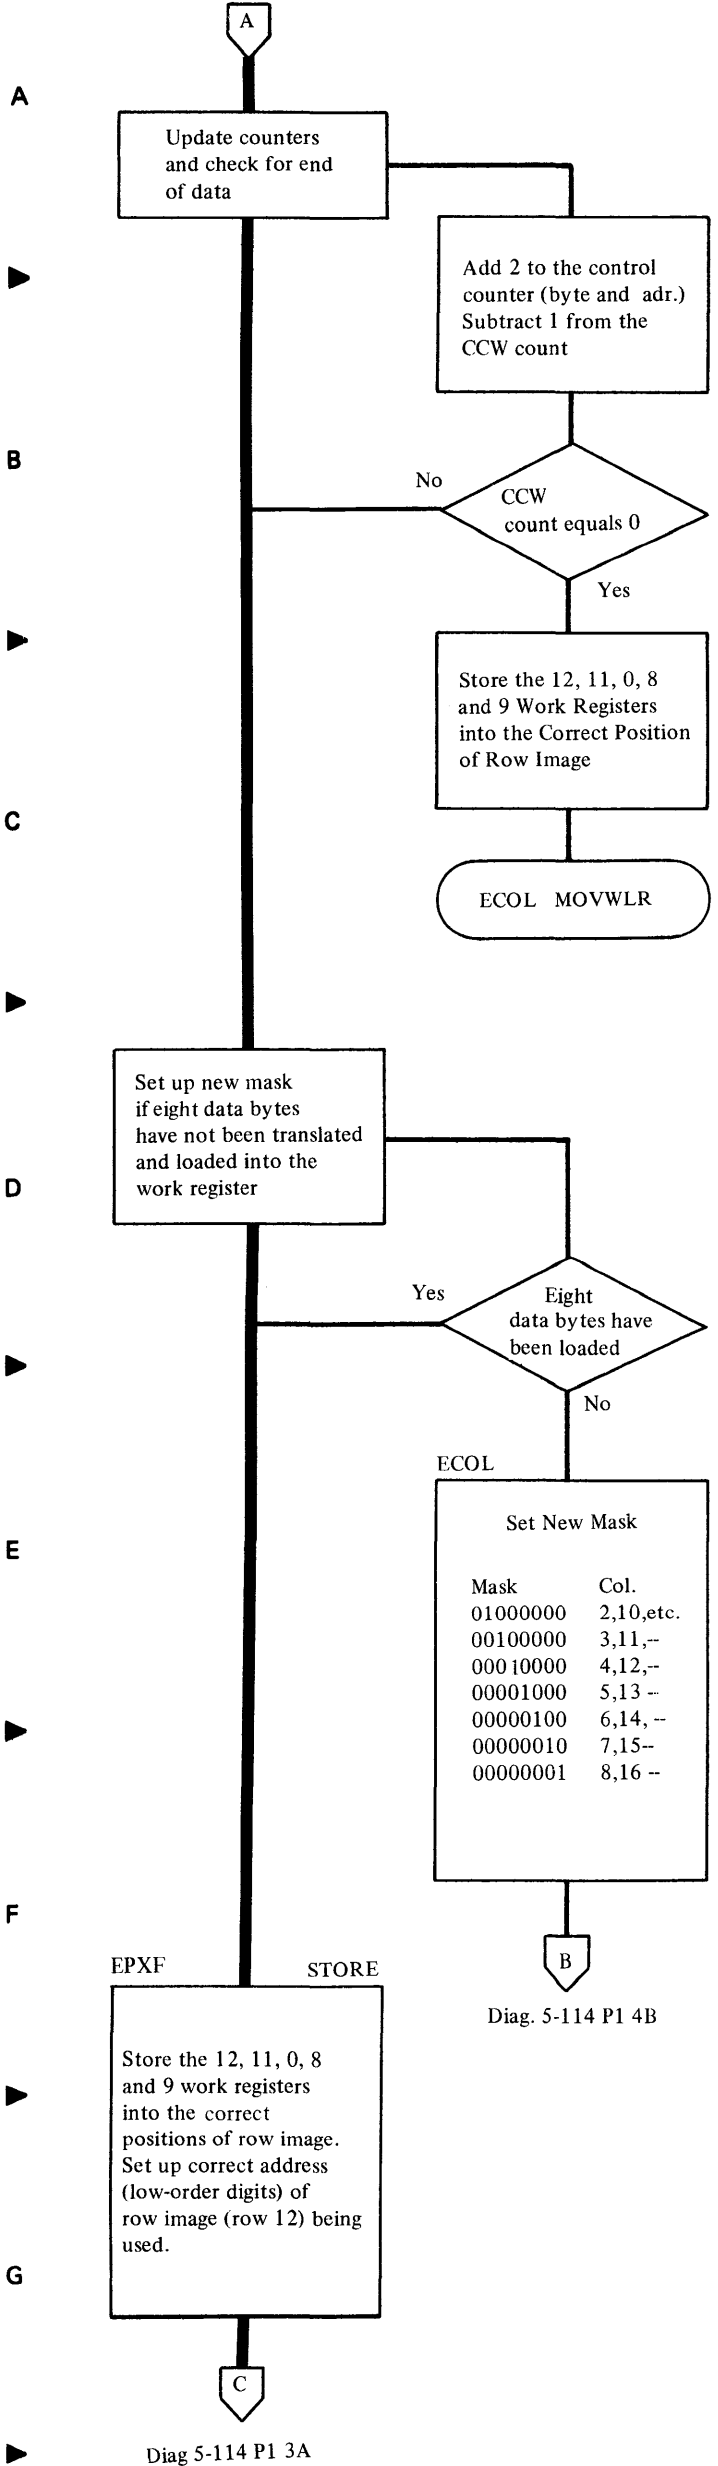 A
A
Update counters
and check for end
of data
Add 2 to the control
counter (byte and adr.)
Subtract 1 from the
CCW count
B
No
CCW
count equals 0
Yes
Store the 12, 11, 0, 8
and 9 Work Registers
into the Correct Position
of Row Image
C
ECOL MOVWLR
Set up new mask
if eight data bytes
have not been translated
and loaded into the
work register
D
Yes
Eight
data bytes have
been loaded
No
ECOL
Set New Mask
E
Mask Col.
01000000 2,10,etc.
00100000 3,11,--
00010000 4,12,--
00001000 5,13 --
00000100 6,14, --
00000010 7,15--
00000001 8,16 --
F
B
Diag. 5-114 P1 4B
EPXF STORE
Store the 12, 11, 0, 8
and 9 work registers
into the correct
positions of row image.
Set up correct address
(low-order digits) of
row image (row 12) being
used.
G
C
Diag 5-114 P1 3A